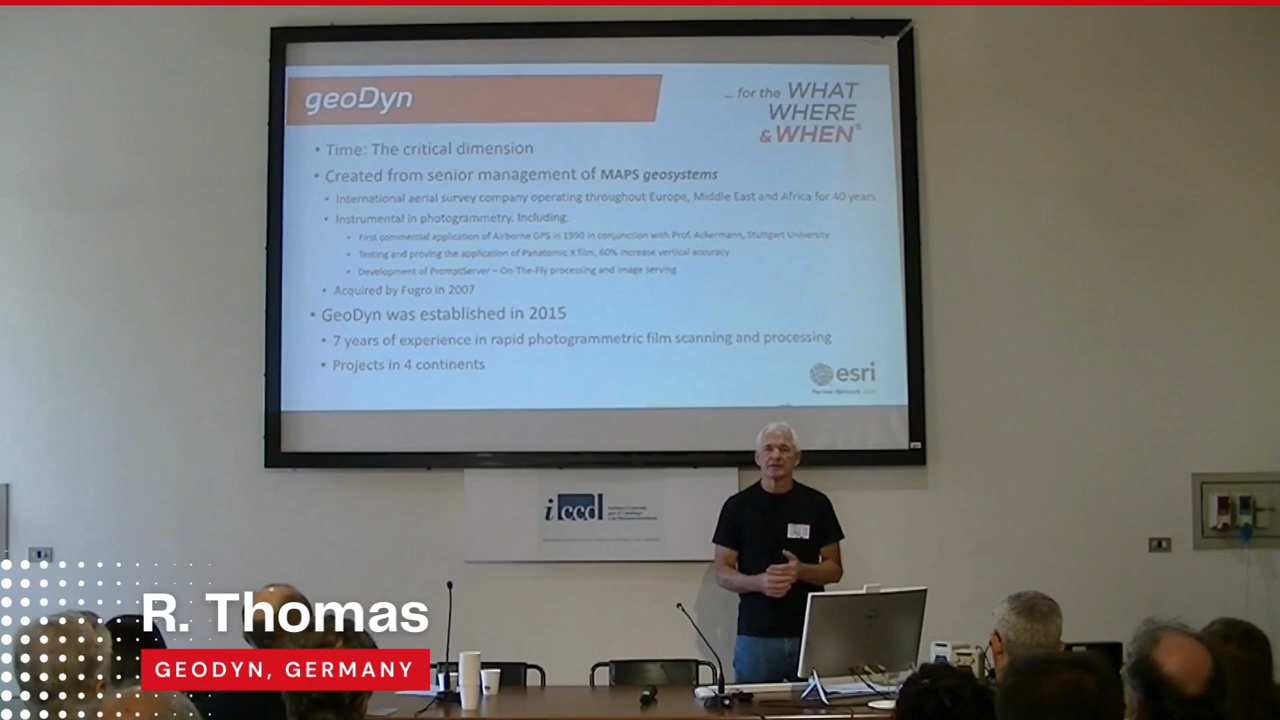 geoDyn
... for the WHAT
WHERE
& WHEN®
• Time: The critical dimension
• Created from senior management of MAPS geosystems
• International aerial survey company operating throughout Europe, Middle East and Africa for 40 years
• Instrumental in photogrammetry. Including:
• First commercial application of Airborne GPS in 1990 in conjunction with Prof. Ackermann, Stuttgart University
• Testing and proving the application of Panatomic X film, 60% increase vertical accuracy
• Development of PromptServer – On-The-Fly processing and image serving
• Acquired by Fugro in 2007
• GeoDyn was established in 2015
• 7 years of experience in rapid photogrammetric film scanning and processing
• Projects in 4 continents
esri
Partner Network
iccd
R. Thomas
GEODYN, GERMANY